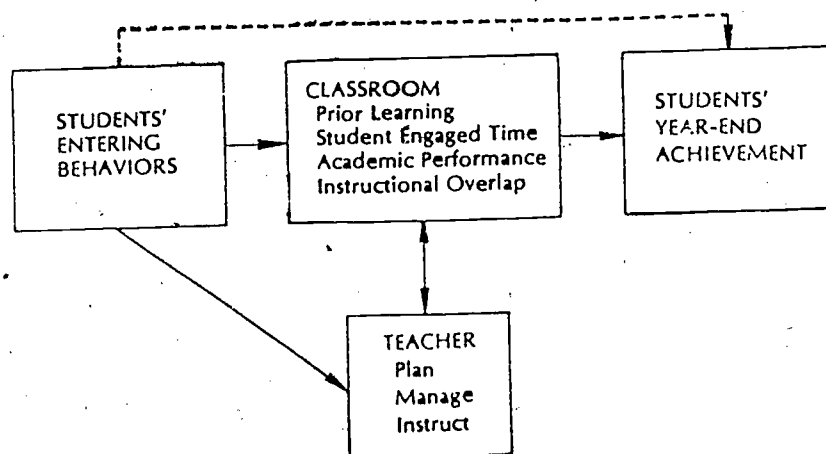 STUDENTS'
ENTERING
BEHAVIORS
CLASSROOM
Prior Learning
Student Engaged Time
Academic Performance
Instructional Overlap
STUDENTS'
YEAR-END
ACHIEVEMENT
TEACHER
Plan
Manage
Instruct